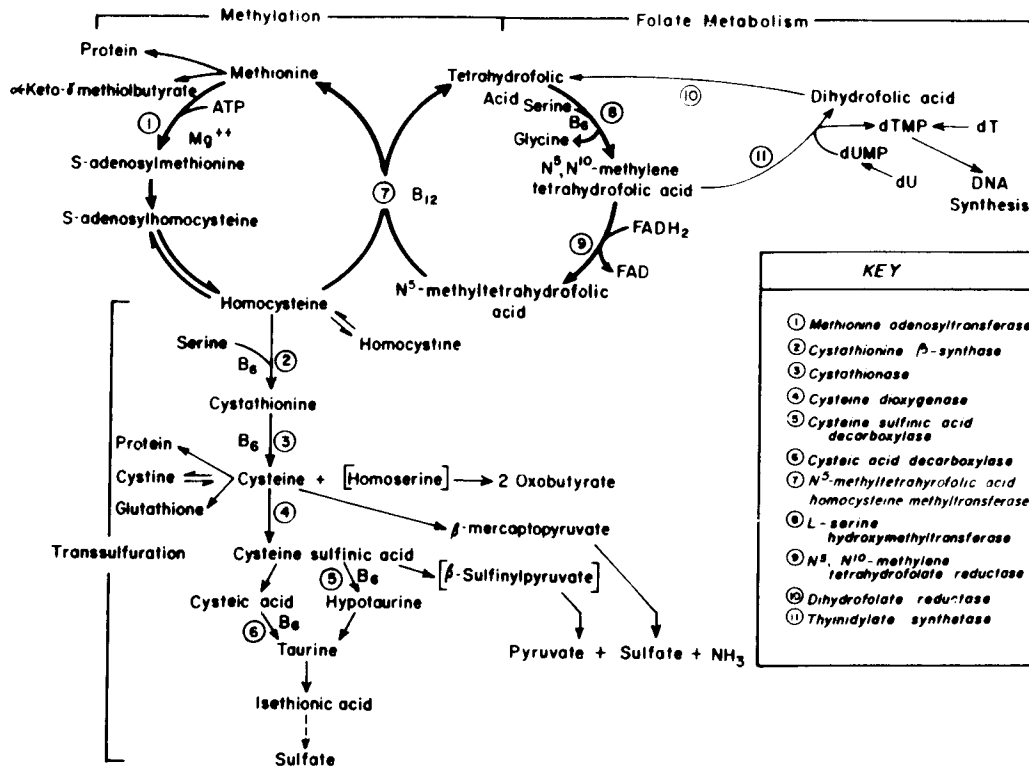 Methylation
Folate Metabolism
Protein
Methionine
α-Keto-δ methiolbutyrate
ATP
①
Mg++
S-adenosylmethionine
S-adenosylhomocysteine
Homocysteine
⑦ B12
Tetrahydrofolic
Acid
Serine
B6
⑧
Glycine
N5,N10-methylene
tetrahydrofolic acid
⑨
FADH2
FAD
N5-methyltetrahydrofolic
acid
⑩
Dihydrofolic acid
⑪
dTMP
dT
dUMP
dU
DNA
Synthesis
Homocystine
Serine
B6
②
Cystathionine
B6
③
Protein
Cystine
Glutathione
Cysteine + [Homoserine]
2 Oxobutyrate
④
β-mercaptopyruvate
Transsulfuration
Cysteine sulfinic acid
[β-Sulfinylpyruvate]
⑤
B6
Cysteic acid
Hypotaurine
⑥
B6
Taurine
Pyruvate + Sulfate + NH3
Isethionic acid
Sulfate
KEY
① Methionine adenosyltransferase
② Cystathionine β-synthase
③ Cystathionase
④ Cysteine dioxygenase
⑤ Cysteine sulfinic acid
decarboxylase
⑥ Cysteic acid decarboxylase
⑦ N5-methyltetrahyrofolic acid
homocysteine methyltransferase
⑧ L-serine
hydroxymethyltransferase
⑨ N5, N10-methylene
tetrahydrofolate reductase
⑩ Dihydrofolate reductase
⑪ Thymidylate synthetase